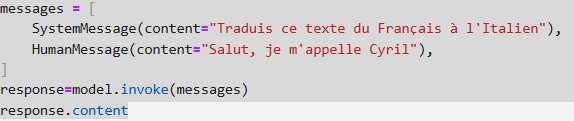 messages = [
    SystemMessage(content="Traduis ce texte du Français à l'Italien"),
    HumanMessage(content="Salut, je m'appelle Cyril"),
]
response=model.invoke(messages)
response.content